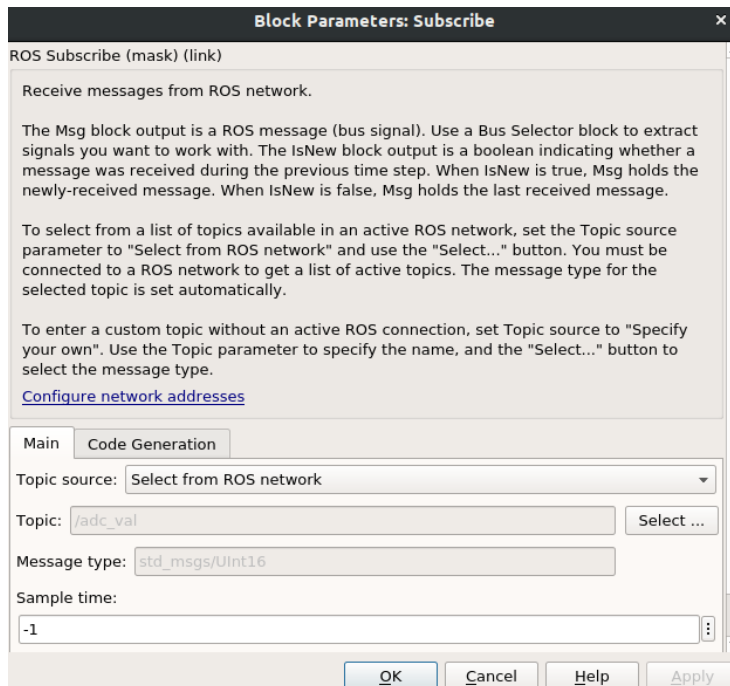 Block Parameters: Subscribe ×
ROS Subscribe (mask) (link)
Receive messages from ROS network.
The Msg block output is a ROS message (bus signal). Use a Bus Selector block to extract
signals you want to work with. The IsNew block output is a boolean indicating whether a
message was received during the previous time step. When IsNew is true, Msg holds the
newly-received message. When IsNew is false, Msg holds the last received message.
To select from a list of topics available in an active ROS network, set the Topic source
parameter to "Select from ROS network" and use the "Select..." button. You must be
connected to a ROS network to get a list of active topics. The message type for the
selected topic is set automatically.
To enter a custom topic without an active ROS connection, set Topic source to "Specify
your own". Use the Topic parameter to specify the name, and the "Select..." button to
select the message type.
Configure network addresses
Main Code Generation
Topic source: Select from ROS network
Topic: /adc_val Select ...
Message type: std_msgs/UInt16
Sample time:
-1
OK Cancel Help Apply